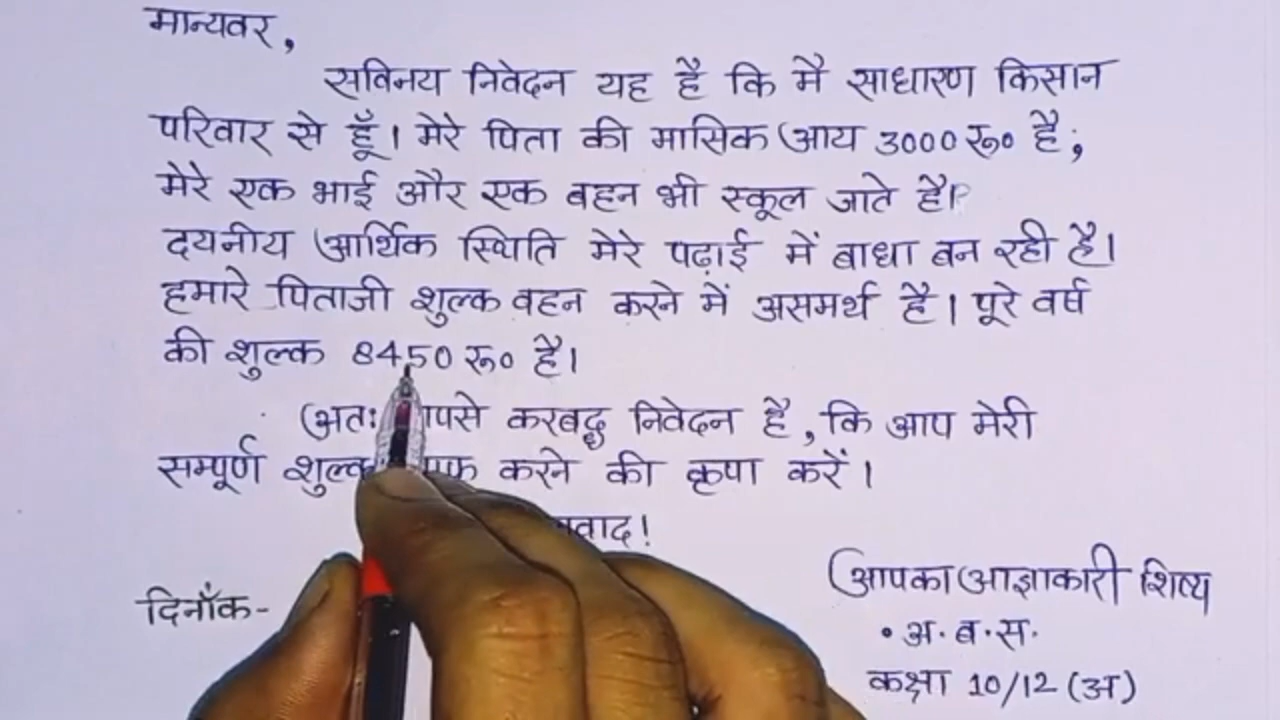 मान्यवर,
सविनय निवेदन यह है कि मै साधारण किसान
परिवार से हूँ। मेरे पिता की मासिक आय 3000 रू० है;
मेरे एक भाई और एक बहन भी स्कूल जाते है।
दयनीय आर्थिक स्थिति मेरे पढ़ाई में बाधा बन रही है।
हमारे पिताजी शुल्क वहन करने में असमर्थ है। पूरे वर्ष
की शुल्क 8450 रू० है।
अतः करबद्ध निवेदन है, कि आप मेरी
सम्पूर्ण शुल्क करने की कृपा करें।
दिनाँक-
आपका आज्ञाकारी शिष्य
• अ. ब. स.
कक्षा 10/12 (अ)